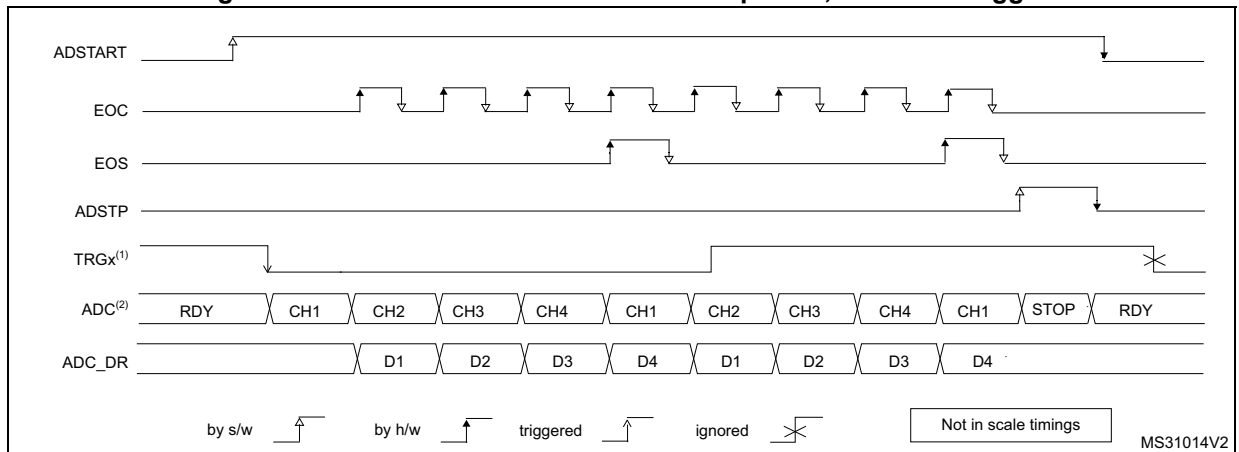 ADSTART
EOC
EOS
ADSTP
TRGx(1)
ADC(2) RDY CH1 CH2 CH3 CH4 CH1 CH2 CH3 CH4 CH1 STOP RDY
ADC_DR D1 D2 D3 D4 D1 D2 D3 D4
by s/w by h/w triggered ignored Not in scale timings
MS31014V2